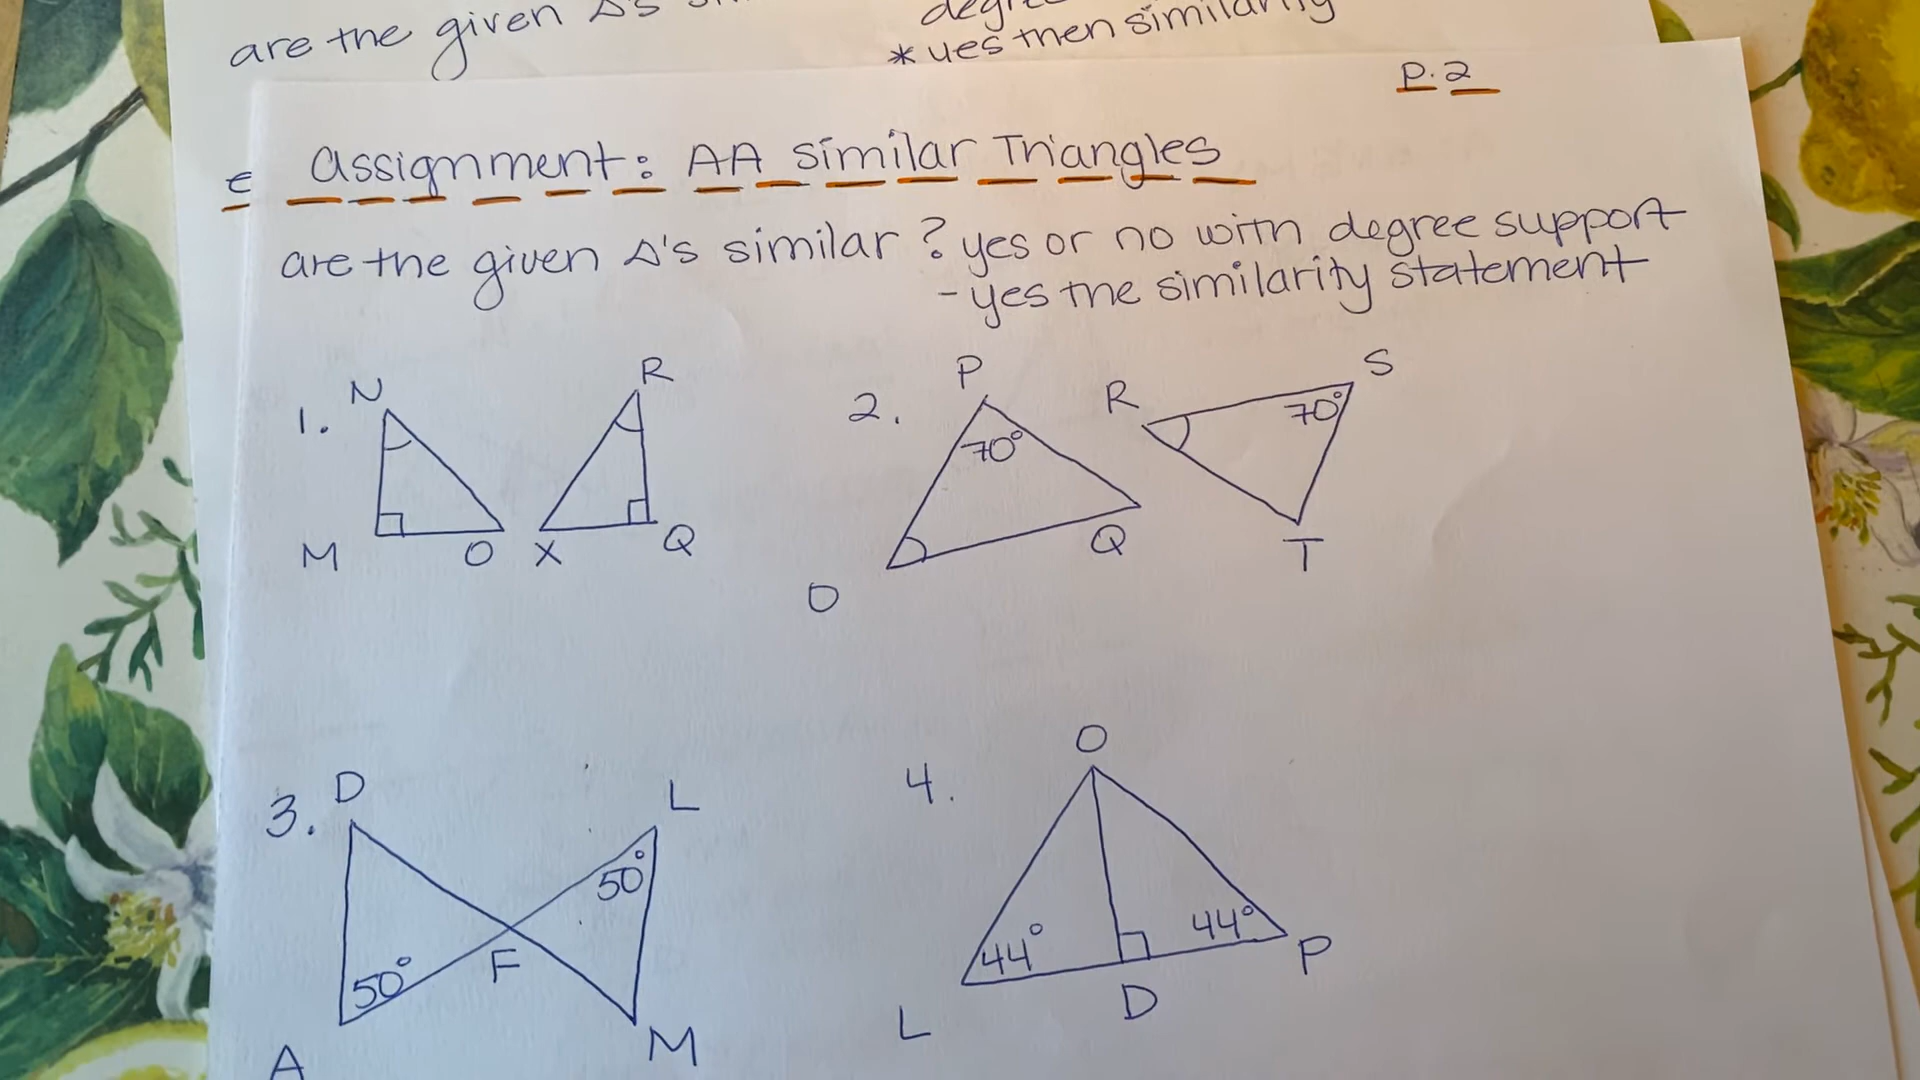 are the given Δ's
* ues then similarity
P.2
Assignment: AA similar Triangles
are the given Δ's similar? yes or no with degree support
- yes the similarity statement
1.
N
M
O
R
X
Q
2.
P
70°
O
Q
R
S
70°
T
3.
D
L
50°
50°
F
A
M
4.
O
44°
44°
L
D
P